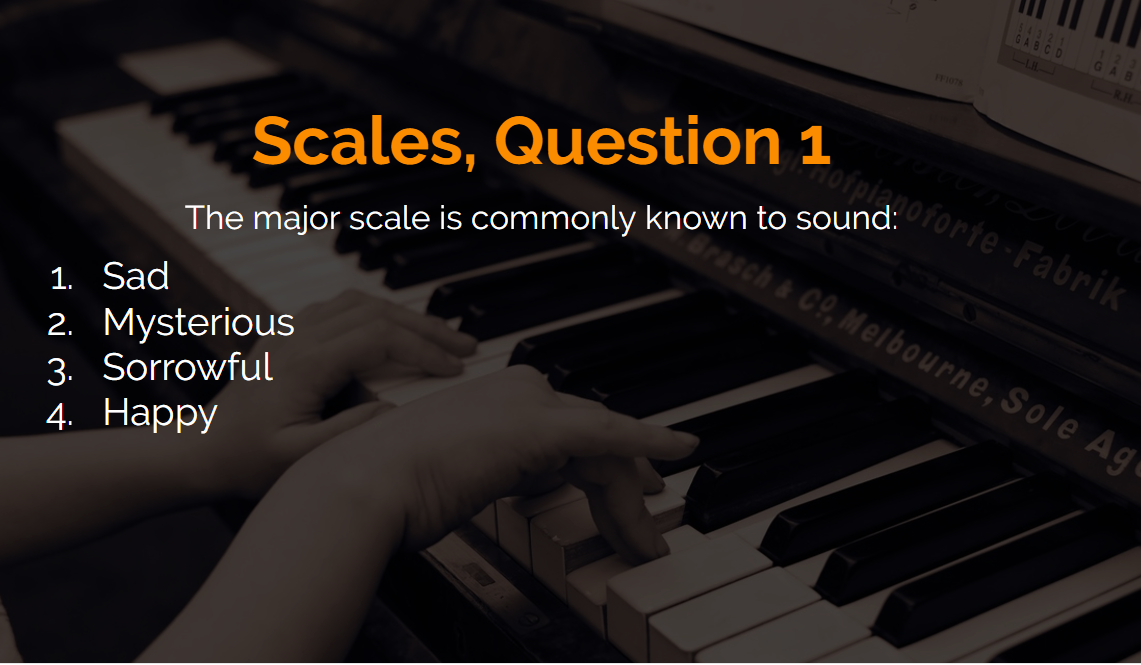 Scales, Question 1
The major scale is commonly known to sound:
1. Sad
2. Mysterious
3. Sorrowful
4. Happy
Hofpianoforte-Fabrik
Brasch & Co., Melbourne, Sole
G A B C D
L.H.
G A B
R.H.